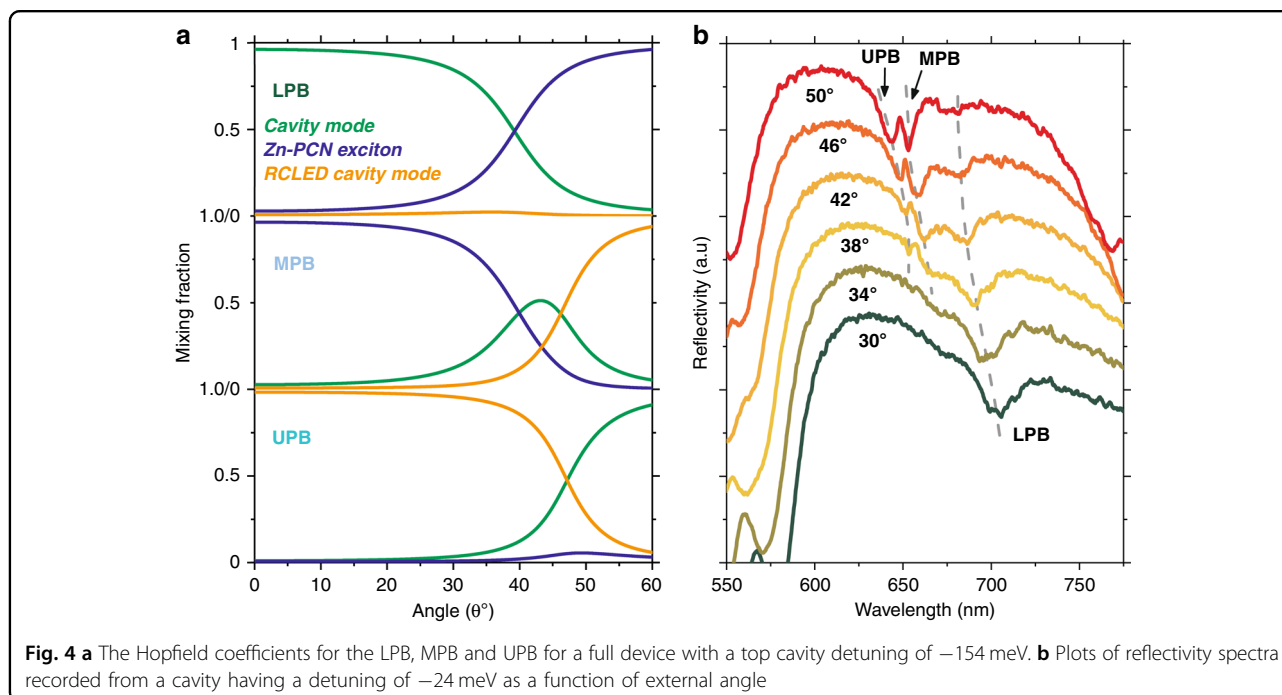 a
1
LPB
Cavity mode
Zn-PCN exciton
RCLED cavity mode
0.5
1.0/0
MPB
0.5
1.0/0
UPB
0.5
0
Mixing fraction
0 10 20 30 40 50 60
Angle (θ°)
b
UPB
MPB
50°
46°
42°
38°
34°
30°
LPB
Reflectivity (a.u)
550 600 650 700 750
Wavelength (nm)
Fig. 4 a The Hopfield coefficients for the LPB, MPB and UPB for a full device with a top cavity detuning of −154 meV. b Plots of reflectivity spectra
recorded from a cavity having a detuning of −24 meV as a function of external angle